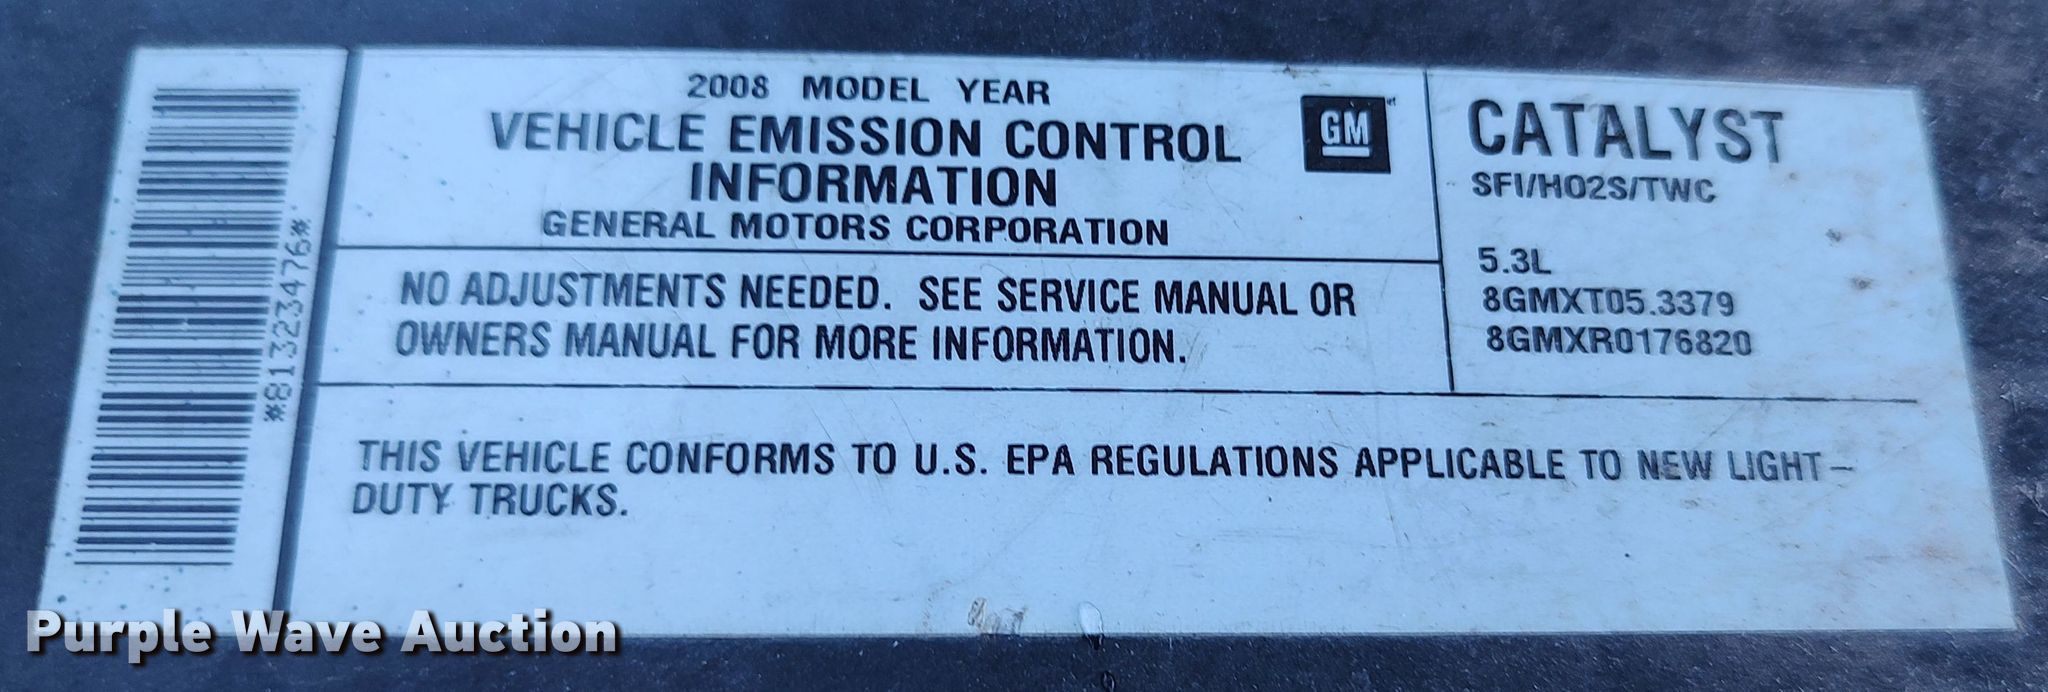 *813223476*
2008 MODEL YEAR
VEHICLE EMISSION CONTROL
INFORMATION
GENERAL MOTORS CORPORATION
GM
CATALYST
SFI/HO2S/TWC
5.3L
8GMXT05.3379
8GMXR0176820
NO ADJUSTMENTS NEEDED. SEE SERVICE MANUAL OR
OWNERS MANUAL FOR MORE INFORMATION.
THIS VEHICLE CONFORMS TO U.S. EPA REGULATIONS APPLICABLE TO NEW LIGHT-
DUTY TRUCKS.
Purple Wave Auction